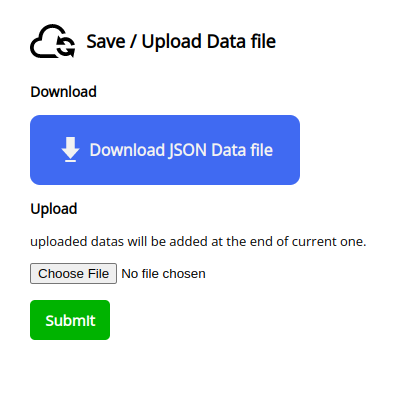 Save / Upload Data file
Download
Download JSON Data file
Upload
uploaded datas will be added at the end of current one.
Choose File No file chosen
Submit